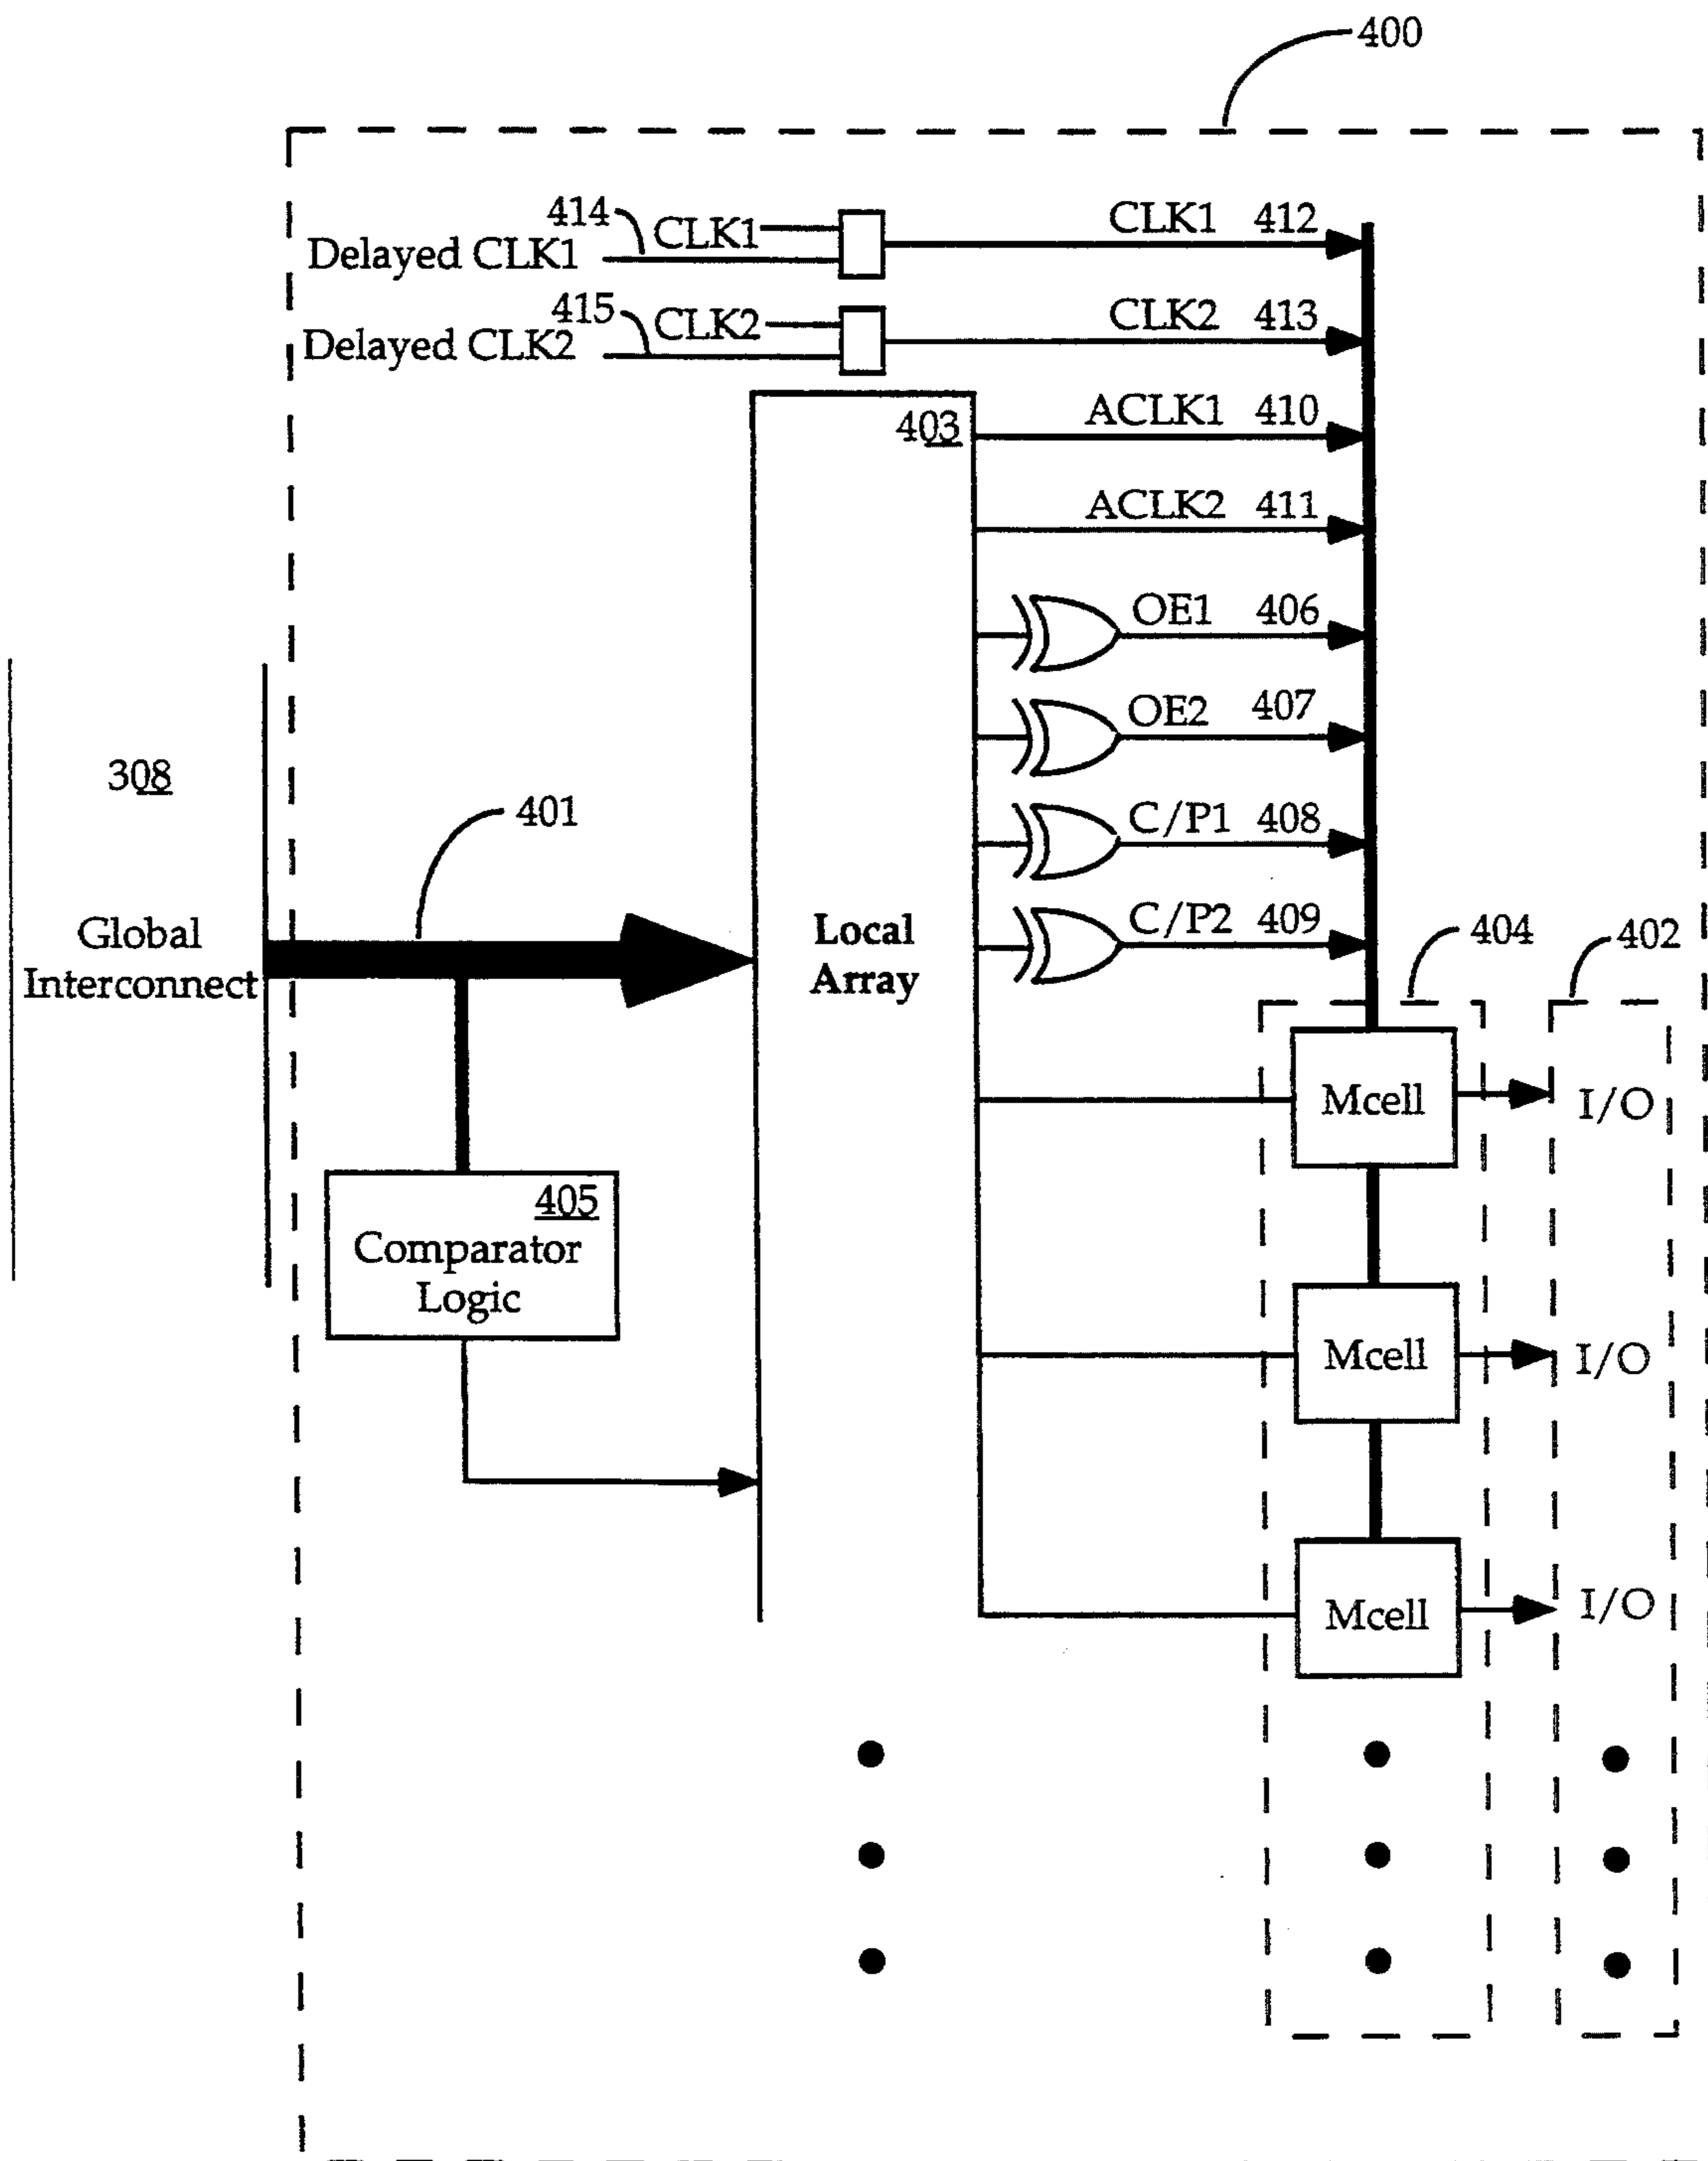 400
414 CLK1 CLK1 412
Delayed CLK1
415 CLK2 CLK2 413
Delayed CLK2
403 ACLK1 410
ACLK2 411
OE1 406
OE2 407
308
401
C/P1 408
C/P2 409
Global
Interconnect
Local
Array
404
402
Mcell I/O
405
Comparator
Logic
Mcell I/O
Mcell I/O